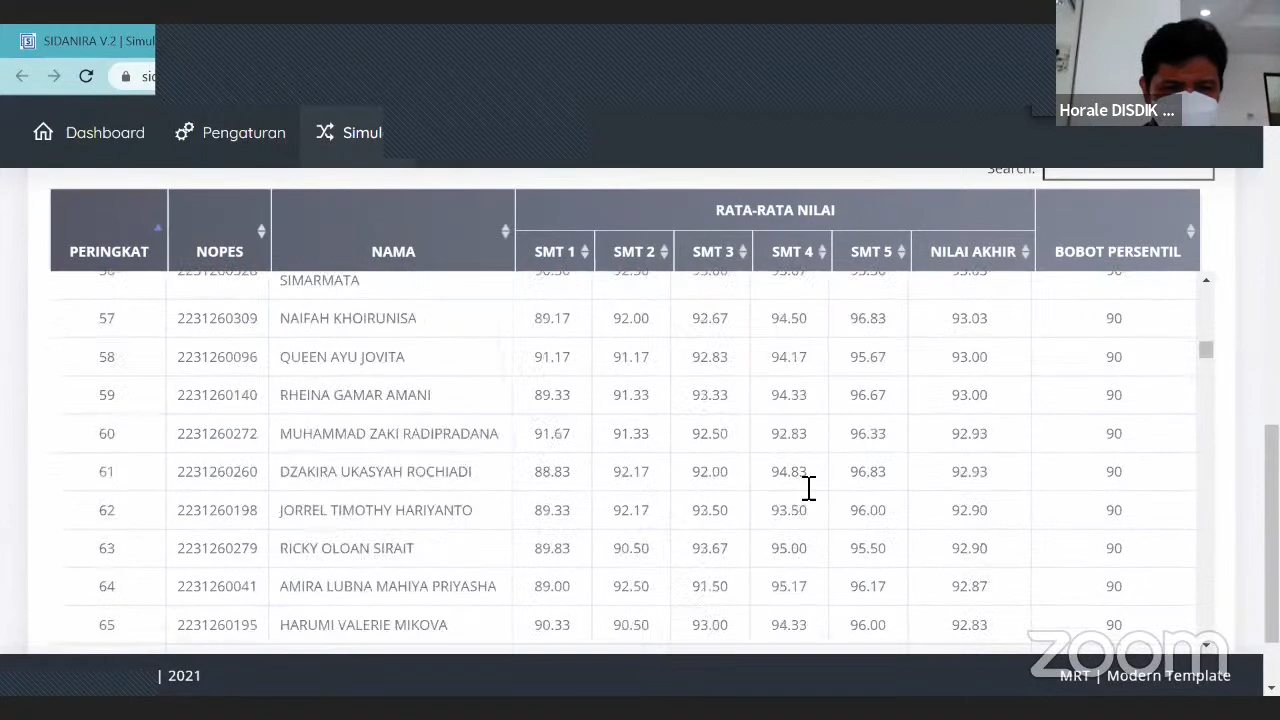 SIDANIRA V.2 | Simul
Horale DISDIK ...
Dashboard Pengaturan Simul
Search:
RATA-RATA NILAI
PERINGKAT NOPES NAMA SMT 1 SMT 2 SMT 3 SMT 4 SMT 5 NILAI AKHIR BOBOT PERSENTIL
SIMARMATA
57 2231260309 NAIFAH KHOIRUNISA 89.17 92.00 92.67 94.50 96.83 93.03 90
58 2231260096 QUEEN AYU JOVITA 91.17 91.17 92.83 94.17 95.67 93.00 90
59 2231260140 RHEINA GAMAR AMANI 89.33 91.33 93.33 94.33 96.67 93.00 90
60 2231260272 MUHAMMAD ZAKI RADIPRADANA 91.67 91.33 92.50 92.83 96.33 92.93 90
61 2231260260 DZAKIRA UKASYAH ROCHIADI 88.83 92.17 92.00 94.83 96.83 92.93 90
62 2231260198 JORREL TIMOTHY HARIYANTO 89.33 92.17 93.50 93.50 96.00 92.90 90
63 2231260279 RICKY OLOAN SIRAIT 89.83 90.50 93.67 95.00 95.50 92.90 90
64 2231260041 AMIRA LUBNA MAHIYA PRIYASHA 89.00 92.50 91.50 95.17 96.17 92.87 90
65 2231260195 HARUMI VALERIE MIKOVA 90.33 90.50 93.00 94.33 96.00 92.83 90
zoom
| 2021 MRT | Modern Template